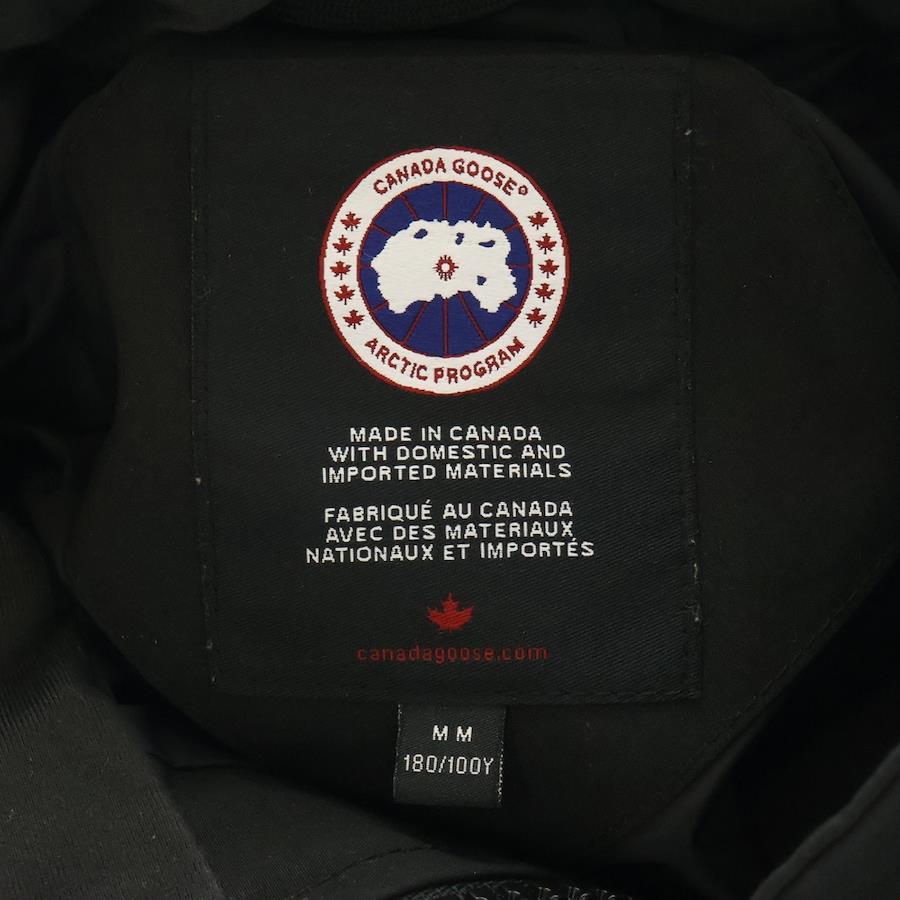 CANADA GOOSE®
ARCTIC PROGRAM
MADE IN CANADA
WITH DOMESTIC AND
IMPORTED MATERIALS
FABRIQUÉ AU CANADA
AVEC DES MATERIAUX
NATIONAUX ET IMPORTÉS
canadagoose.com
M M
180/100Y